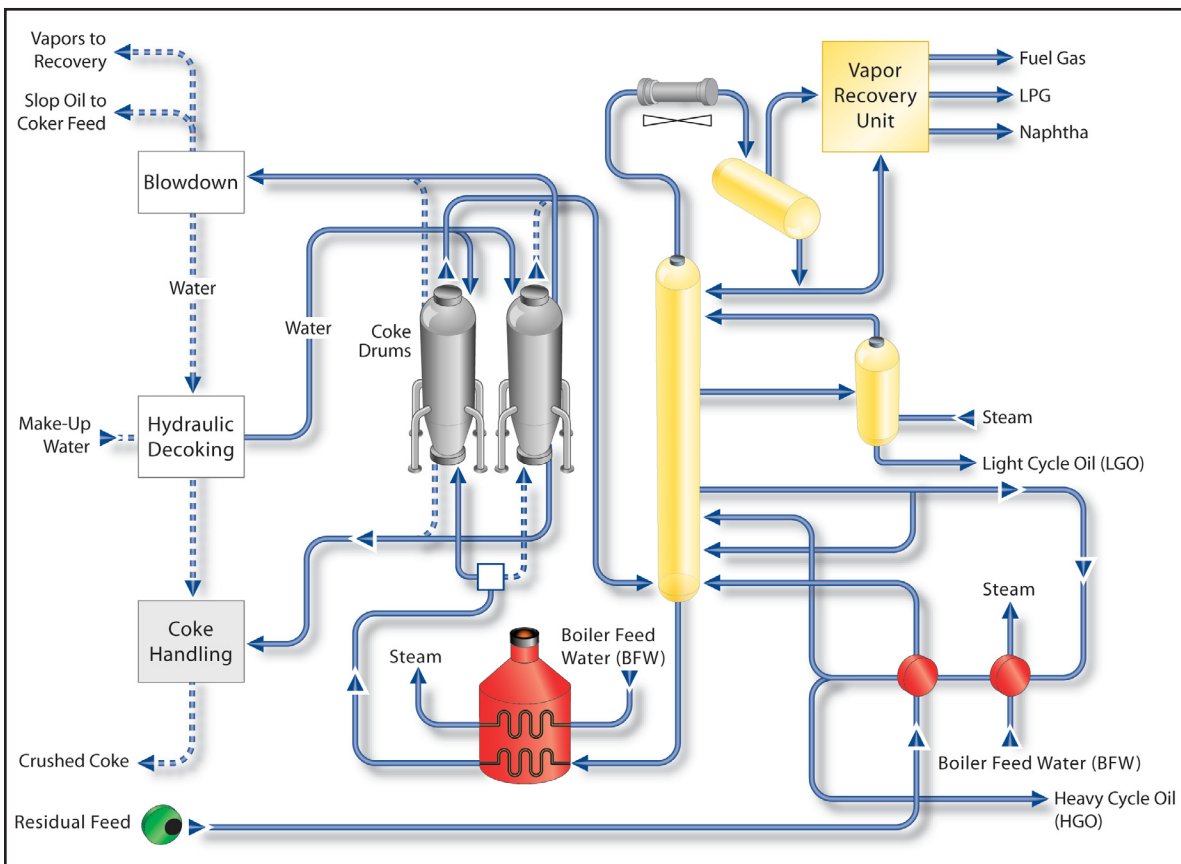 Vapors to
Recovery
Slop Oil to
Coker Feed
Blowdown
Water
Make-Up
Water
Hydraulic
Decoking
Water
Coke
Drums
Coke
Handling
Crushed Coke
Residual Feed
Steam
Boiler Feed
Water (BFW)
Vapor
Recovery
Unit
Fuel Gas
LPG
Naphtha
Steam
Light Cycle Oil (LGO)
Steam
Boiler Feed Water (BFW)
Heavy Cycle Oil
(HGO)